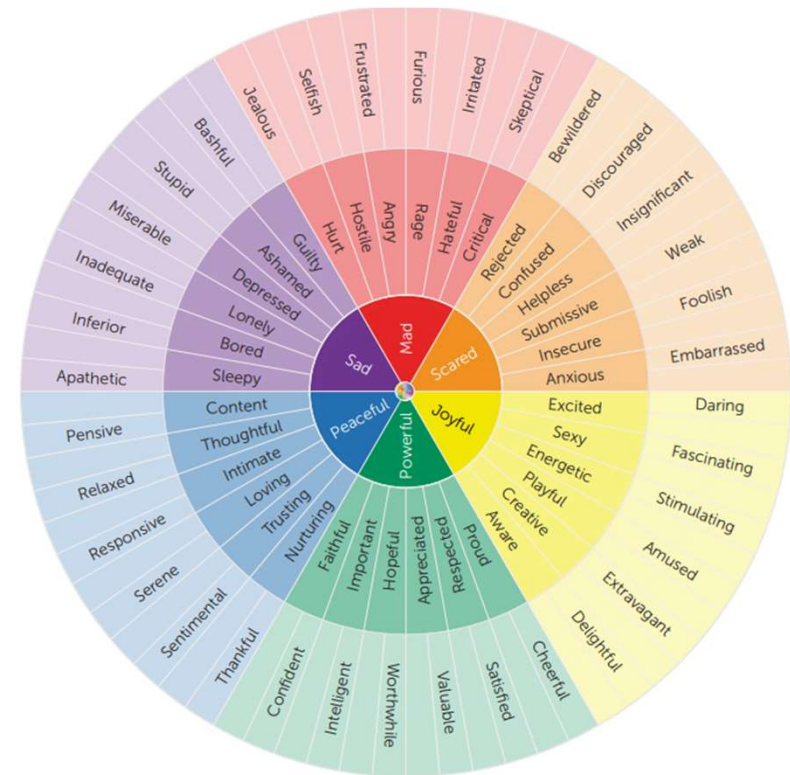 Mad
Scared
Joyful
Powerful
Peaceful
Sad
Hurt
Hostile
Angry
Rage
Hateful
Critical
Rejected
Confused
Helpless
Submissive
Insecure
Anxious
Excited
Sexy
Energetic
Playful
Creative
Aware
Proud
Respected
Appreciated
Hopeful
Important
Faithful
Nurturing
Trusting
Loving
Intimate
Thoughtful
Content
Sleepy
Bored
Lonely
Depressed
Ashamed
Guilty
Jealous
Selfish
Frustrated
Furious
Irritated
Skeptical
Bewildered
Discouraged
Insignificant
Weak
Foolish
Embarrassed
Daring
Fascinating
Stimulating
Amused
Extravagant
Delightful
Cheerful
Satisfied
Valuable
Worthwhile
Intelligent
Confident
Thankful
Sentimental
Serene
Responsive
Relaxed
Pensive
Apathetic
Inferior
Inadequate
Miserable
Stupid
Bashful